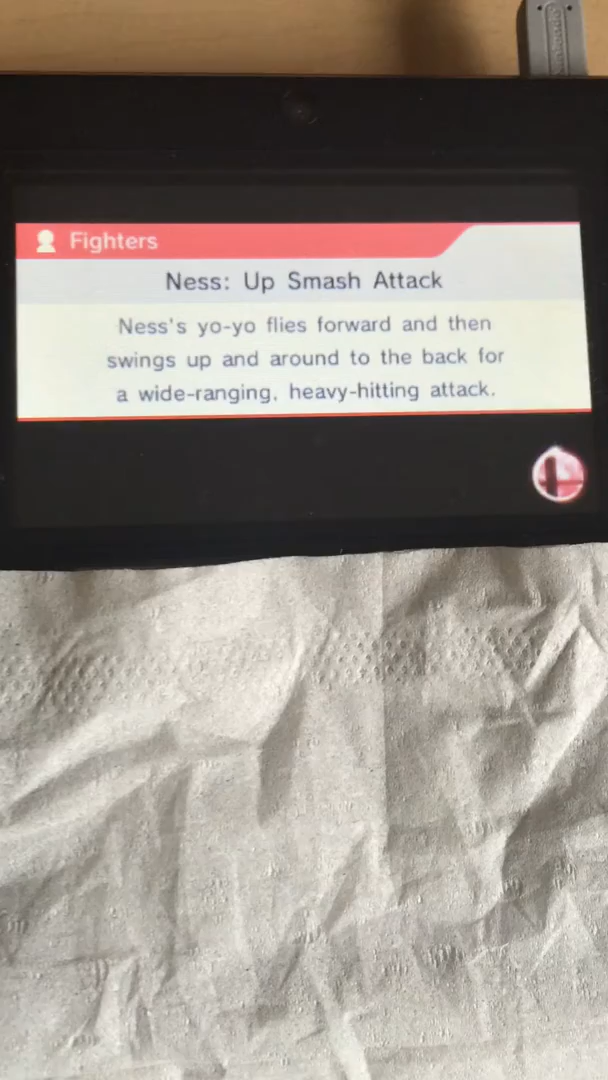 Nintendo
Fighters
Ness: Up Smash Attack
Ness's yo-yo flies forward and then
swings up and around to the back for
a wide-ranging, heavy-hitting attack.